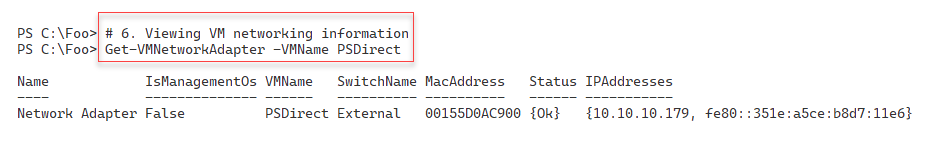 PS C:\Foo> # 6. Viewing VM networking information
PS C:\Foo> Get-VMNetworkAdapter -VMName PSDirect
Name IsManagementOs VMName SwitchName MacAddress Status IPAddresses
---- -------------- ------ ---------- ---------- ------ -----------
Network Adapter False PSDirect External 00155D0AC900 {Ok} {10.10.10.179, fe80::351e:a5ce:b8d7:11e6}